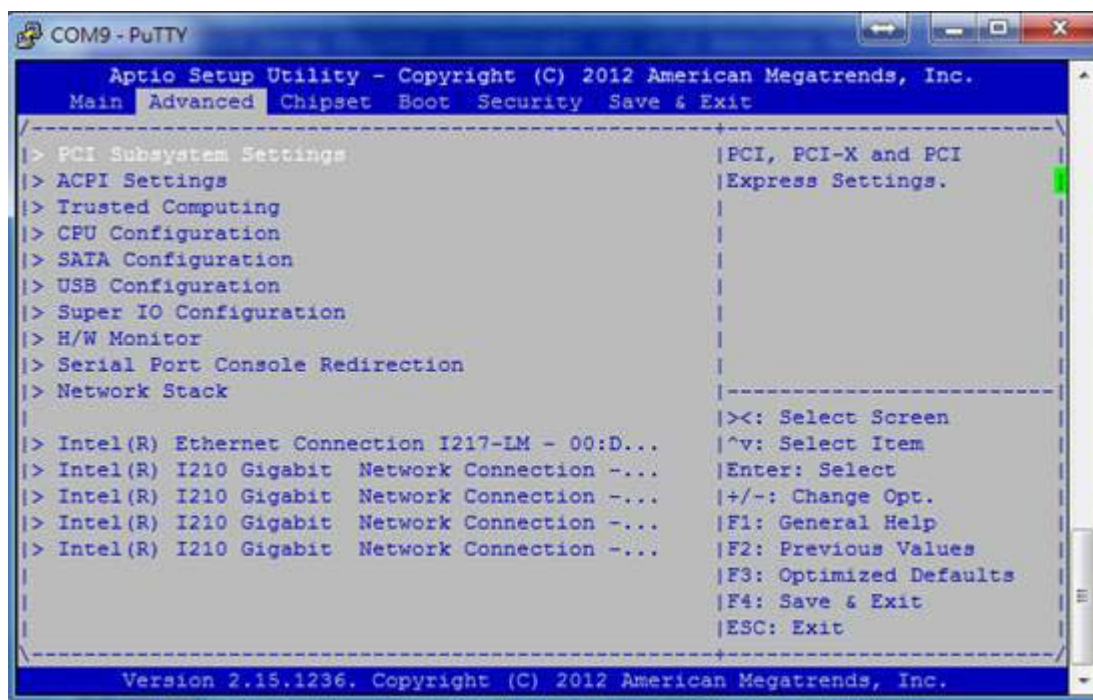 COM9 - PuTTY
Aptio Setup Utility - Copyright (C) 2012 American Megatrends, Inc.
Main Advanced Chipset Boot Security Save & Exit
> PCI Subsystem Settings
> ACPI Settings
> Trusted Computing
> CPU Configuration
> SATA Configuration
> USB Configuration
> Super IO Configuration
> H/W Monitor
> Serial Port Console Redirection
> Network Stack
> Intel(R) Ethernet Connection I217-LM - 00:D...
> Intel(R) I210 Gigabit  Network Connection -...
> Intel(R) I210 Gigabit  Network Connection -...
> Intel(R) I210 Gigabit  Network Connection -...
> Intel(R) I210 Gigabit  Network Connection -...
PCI, PCI-X and PCI
Express Settings.
><: Select Screen
^v: Select Item
Enter: Select
+/-: Change Opt.
F1: General Help
F2: Previous Values
F3: Optimized Defaults
F4: Save & Exit
ESC: Exit
Version 2.15.1236. Copyright (C) 2012 American Megatrends, Inc.